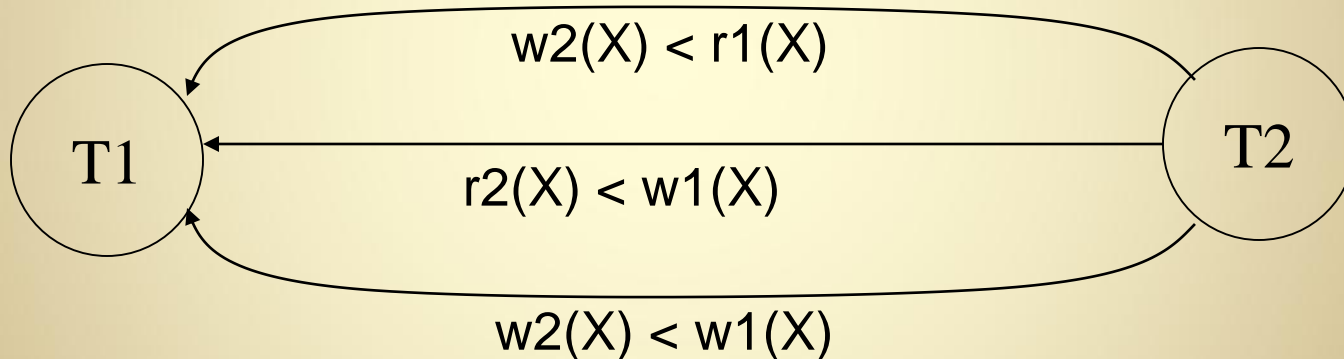 w2(X) < r1(X)
T1
T2
r2(X) < w1(X)
w2(X) < w1(X)